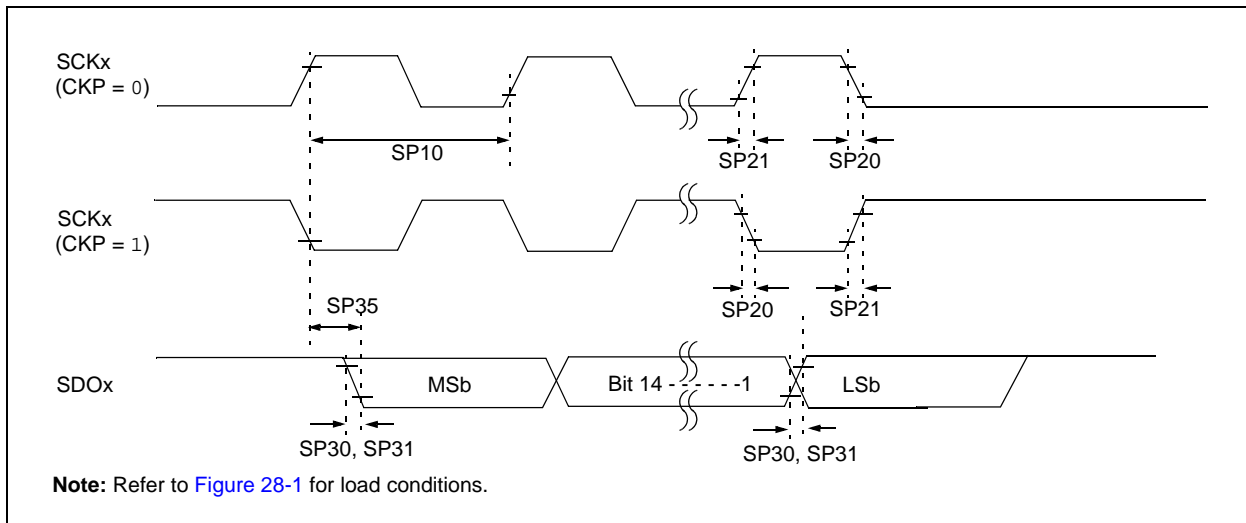 SCKx
(CKP = 0)
SP10
SP21
SP20
SCKx
(CKP = 1)
SP35
SP20
SP21
SDOx
MSb
Bit 14 - - - - - -1
LSb
SP30, SP31
SP30, SP31
Note: Refer to Figure 28-1 for load conditions.